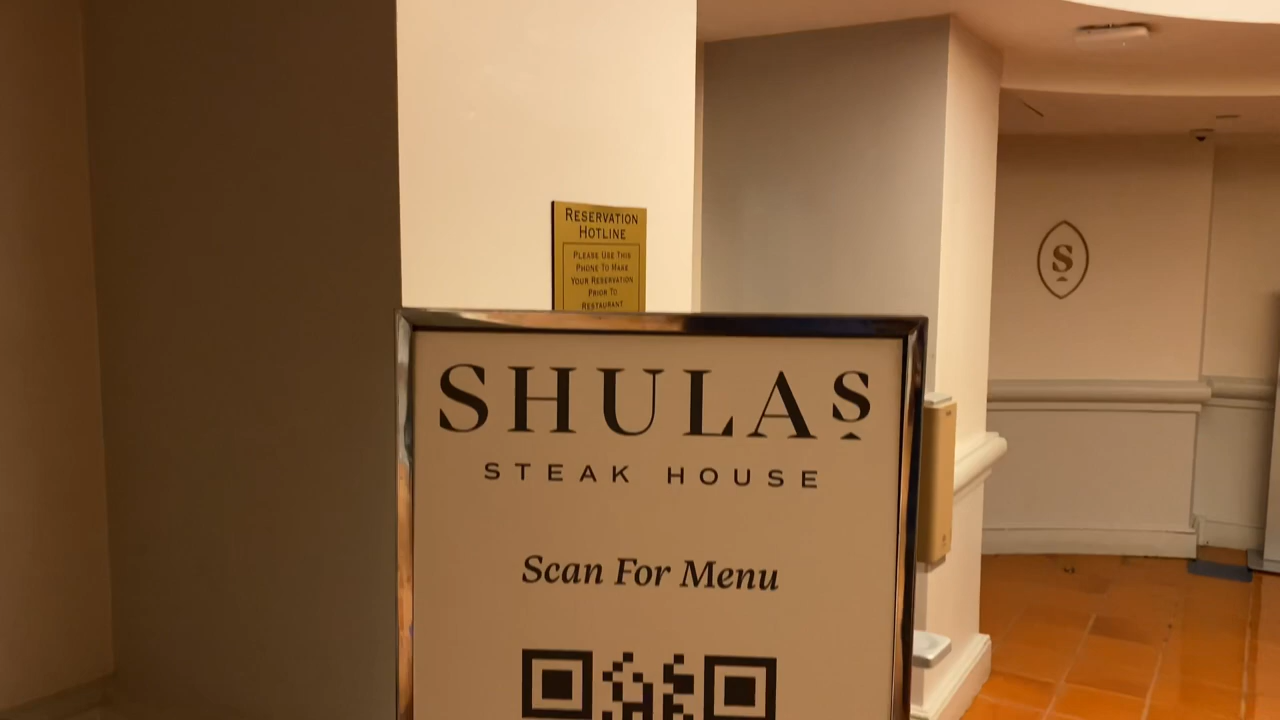 RESERVATION
HOTLINE
PLEASE USE THIS
PHONE TO MAKE
YOUR RESERVATION
PRIOR TO
RESTAURANT
S
SHULAS
STEAK HOUSE
Scan For Menu